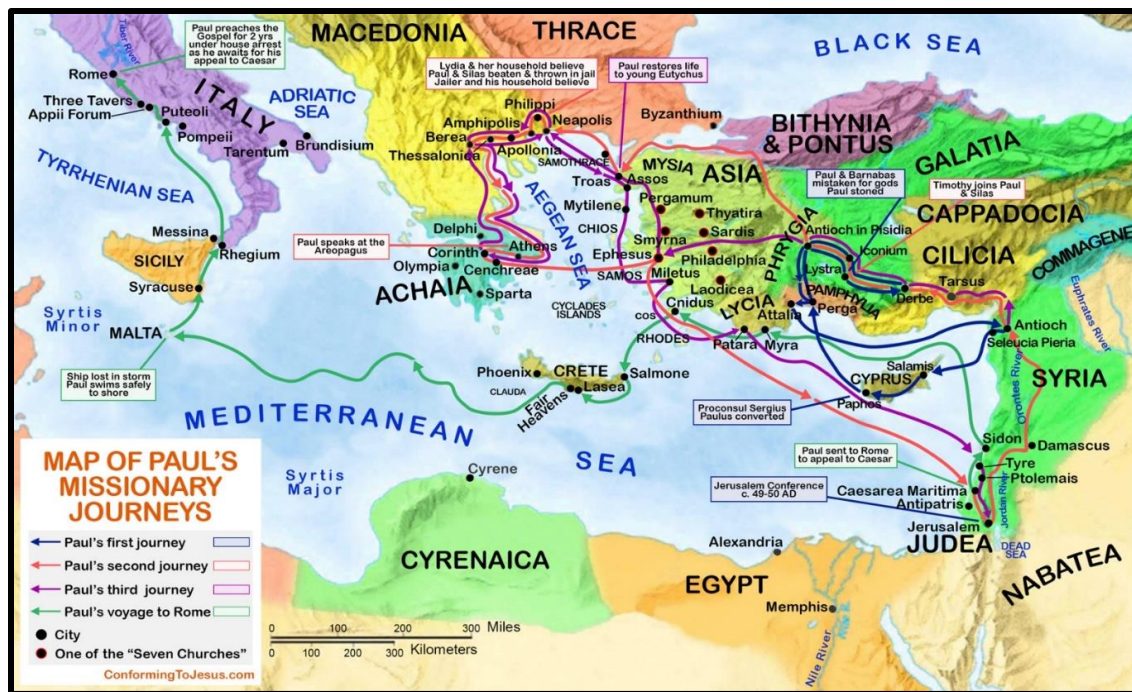 MACEDONIA
THRACE
BLACK SEA
Tiber River
Paul preaches the
Gospel for 2 yrs
under house arrest
as he awaits for his
appeal to Caesar
Lydia & her household believe
Paul & Silas beaten & thrown in jail
Jailer and his household believe
Paul restores life
to young Eutychus
Rome
Three Taverns
Appii Forum
Puteoli
Pompeii
ITALY
ADRIATIC
SEA
Tarentum
Brundisium
Philippi
Neapolis
Amphipolis
Berea
Apollonia
Thessalonica
SAMOTHRACE
Byzanthium
BITHYNIA
& PONTUS
GALATIA
TYRRHENIAN SEA
MYSIA
ASIA
Assos
Troas
Mytilene
Pergamum
Thyatira
Paul & Barnabas
mistaken for gods
Paul stoned
Timothy joins Paul
& Silas
CAPPADOCIA
AEGEAN SEA
CHIOS
Smyrna
Sardis
PHRYGIA
Antioch in Pisidia
Iconium
CILICIA
COMMAGENE
Messina
Rhegium
SICILY
Syracuse
Paul speaks at the
Areopagus
Delphi
Corinth
Athens
Olympia
Cenchreae
ACHAIA
Sparta
Ephesus
Philadelphia
SAMOS
Miletus
Laodicea
Lystra
Derbe
Tarsus
Euphrates River
Syrtis
Minor
MALTA
CYCLADES
ISLANDS
Cnidus
COS
LYCIA
PAMPHYLIA
Attalia
Perga
Antioch
Seleucia Pieria
RHODES
Patara
Myra
Ship lost in storm
Paul swims safely
to shore
Phoenix
CRETE
Salmone
CLAUDA
Fair
Heavens
Lasea
Salamis
CYPRUS
Paphos
Orontes River
SYRIA
MEDITERRANEAN
SEA
Proconsul Sergius
Paulus converted
Sidon
Damascus
Tyre
Ptolemais
Paul sent to Rome
to appeal to Caesar
Syrtis
Major
Cyrene
Jerusalem Conference
c. 49-50 AD
Caesarea Maritima
Antipatris
Jordan River
Jerusalem
JUDEA
DEAD
SEA
NABATEA
CYRENAICA
Alexandria
EGYPT
Memphis
Nile River
MAP OF PAUL'S
MISSIONARY
JOURNEYS
Paul's first journey
Paul's second journey
Paul's third journey
Paul's voyage to Rome
City
One of the "Seven Churches"
ConformingToJesus.com
0 100 200 300 Miles
0 100 200 300 Kilometers